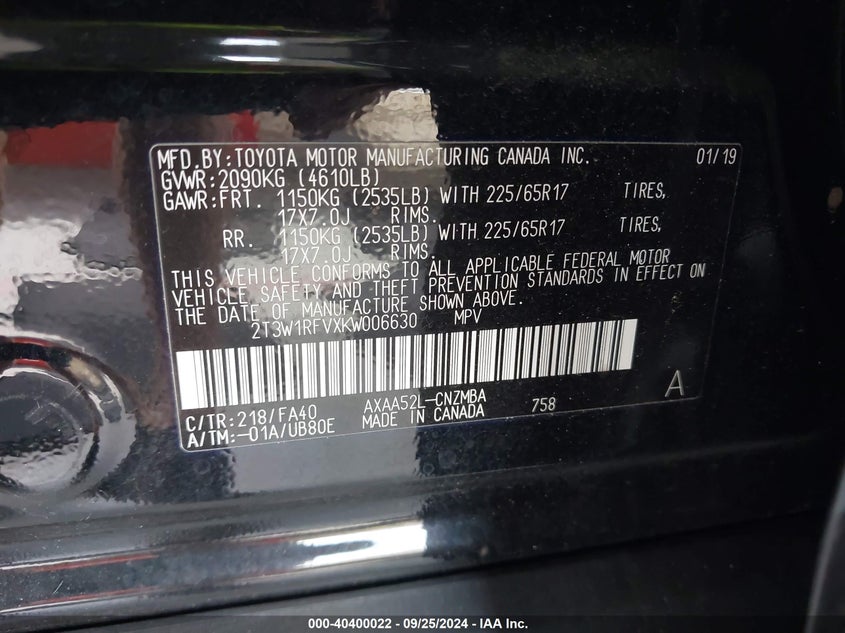 MFD.BY:TOYOTA MOTOR MANUFACTURING CANADA INC. 01/19
GVWR:2090KG (4610LB)
GAWR:FRT. 1150KG (2535LB) WITH 225/65R17 TIRES,
17X7.0J RIMS.
RR. 1150KG (2535LB) WITH 225/65R17 TIRES,
17X7.0J RIMS.
THIS VEHICLE CONFORMS TO ALL APPLICABLE FEDERAL MOTOR
VEHICLE SAFETY AND THEFT PREVENTION STANDARDS IN EFFECT ON
THE DATE OF MANUFACTURE SHOWN ABOVE.
2T3W1RFVXKW006630 MPV
A
C/TR:218/FA40 AXAA52L-CNZMBA
A/TM:-01A/UB80E MADE IN CANADA 758
000-40400022 - 09/25/2024 - IAA Inc.